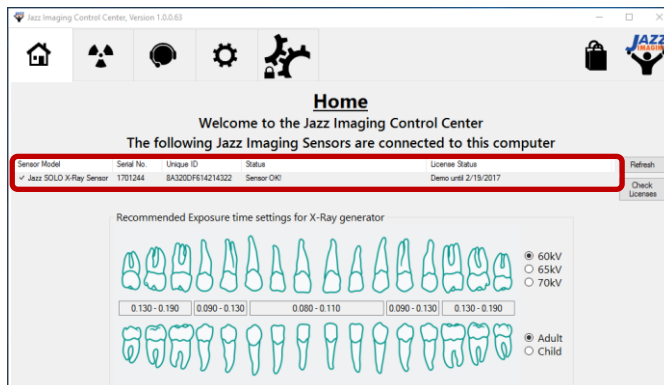 Jazz Imaging Control Center, Version 1.0.0.63
JAZZ
IMAGING
Home
Welcome to the Jazz Imaging Control Center
The following Jazz Imaging Sensors are connected to this computer
Sensor Model Serial No. Unique ID Status License Status
Jazz SOLO X-Ray Sensor 1701244 8A320DF614214322 Sensor OK! Demo until 2/19/2017
Refresh
Check
Licenses
Recommended Exposure time settings for X-Ray generator
60kV
65kV
70kV
0.130 - 0.190 0.090 - 0.130 0.080 - 0.110 0.090 - 0.130 0.130 - 0.190
Adult
Child